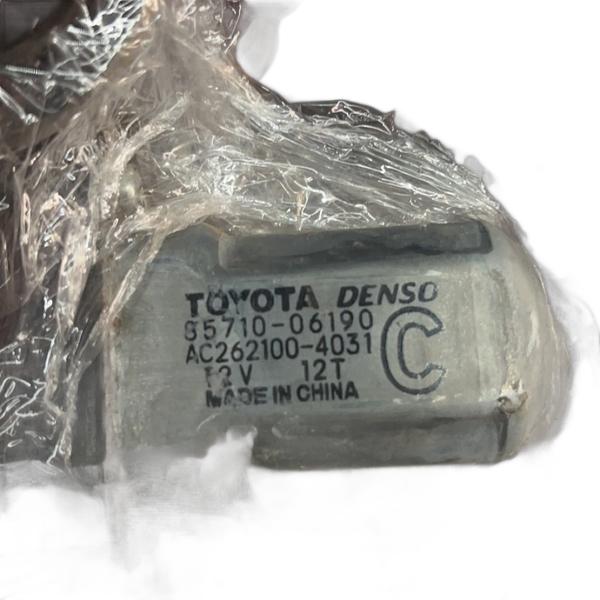 TOYOTA DENSO
85710-06190
AC262100-4031
C
12V 12T
MADE IN CHINA